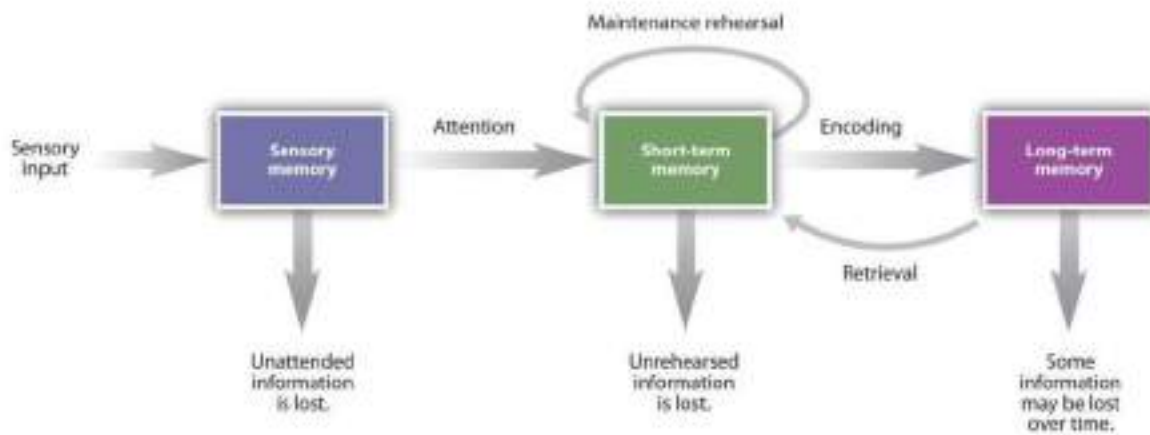 Maintenance rehearsal
Sensory
input
Sensory
memory
Attention
Short-term
memory
Encoding
Long-term
memory
Retrieval
Unattended
information
is lost.
Unrehearsed
information
is lost.
Some
information
may be lost
over time.